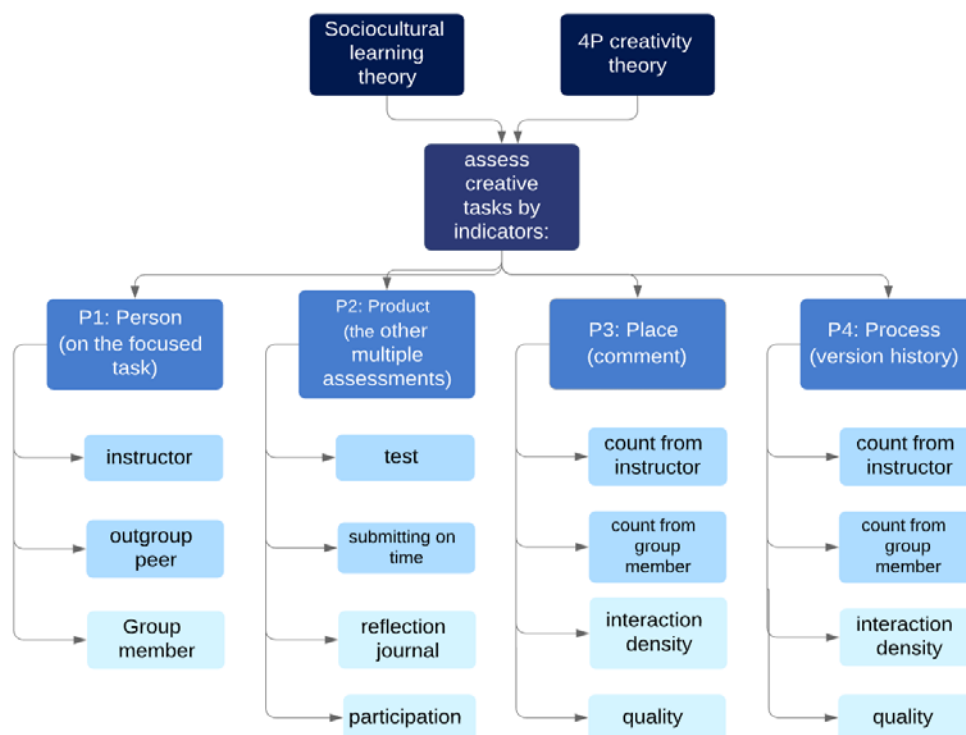 Sociocultural
learning
theory
4P creativity
theory
assess
creative
tasks by
indicators:
P1: Person
(on the focused
task)
P2: Product
(the other
multiple
assessments)
P3: Place
(comment)
P4: Process
(version history)
instructor
test
count from
instructor
count from
instructor
outgroup
peer
submitting on
time
count from
group
member
count from
group
member
Group
member
reflection
journal
interaction
density
interaction
density
participation
quality
quality